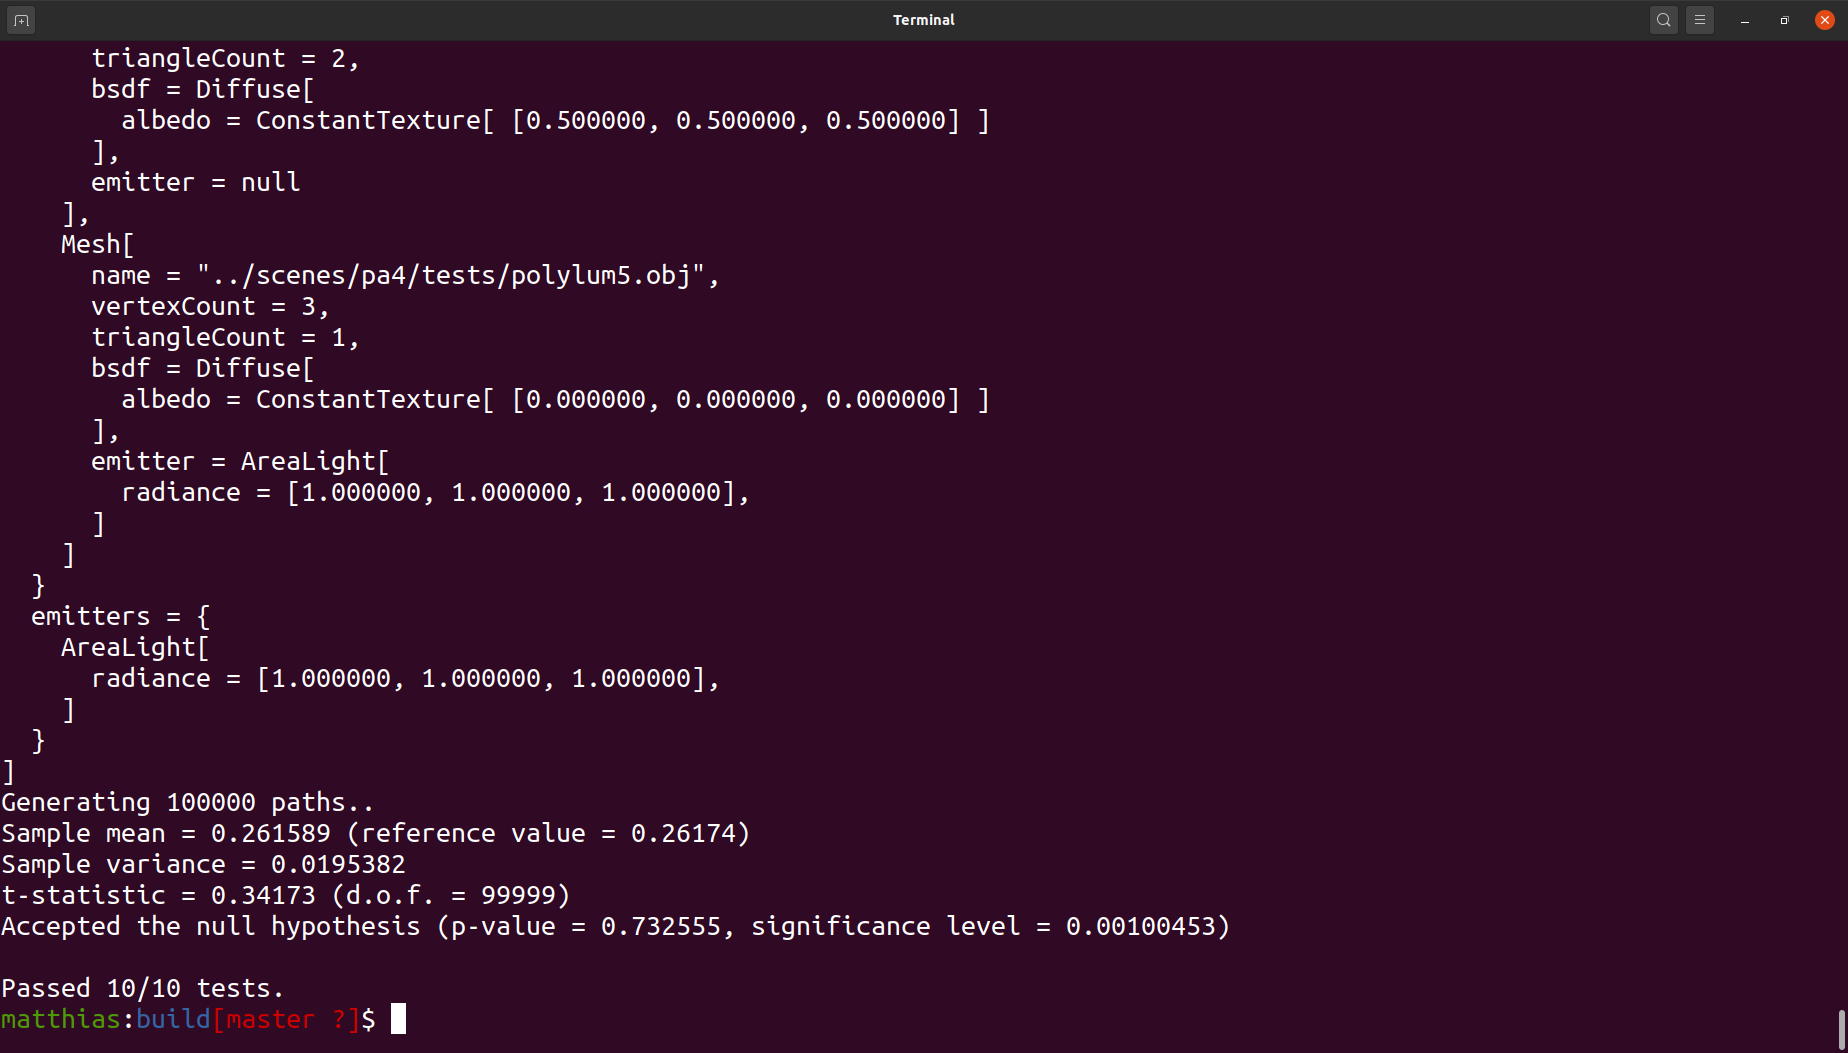 Terminal
triangleCount = 2,
bsdf = Diffuse[
albedo = ConstantTexture[ [0.500000, 0.500000, 0.500000] ]
],
emitter = null
],
Mesh[
name = "../scenes/pa4/tests/polylum5.obj",
vertexCount = 3,
triangleCount = 1,
bsdf = Diffuse[
albedo = ConstantTexture[ [0.000000, 0.000000, 0.000000] ]
],
emitter = AreaLight[
radiance = [1.000000, 1.000000, 1.000000],
]
]
}
emitters = {
AreaLight[
radiance = [1.000000, 1.000000, 1.000000],
]
}
]
Generating 100000 paths..
Sample mean = 0.261589 (reference value = 0.26174)
Sample variance = 0.0195382
t-statistic = 0.34173 (d.o.f. = 99999)
Accepted the null hypothesis (p-value = 0.732555, significance level = 0.00100453)
Passed 10/10 tests.
matthias:build[master ?]$